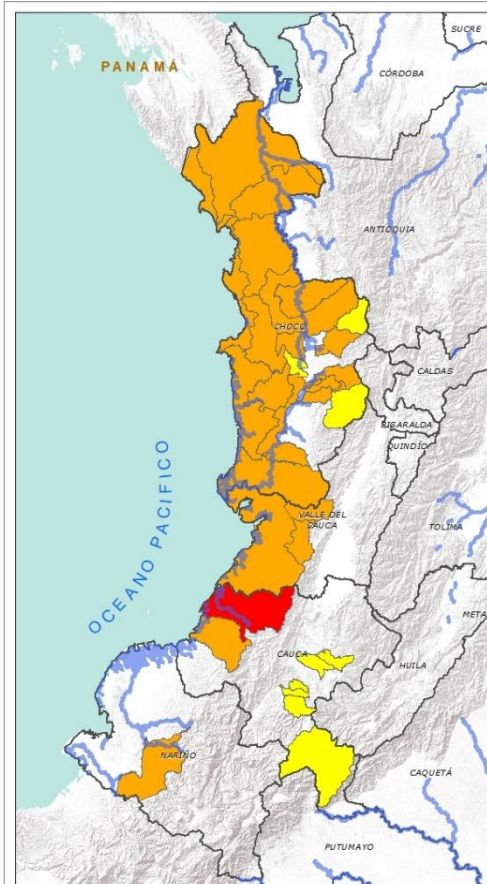 SUCRE
PANAMÁ
CÓRDOBA
ANTIOQUIA
CHOCÓ
CALDAS
RISARALDA
QUINDÍO
OCEANO PACIFICO
VALLE DEL
CAUCA
TOLIMA
META
CAUCA
HUILA
NARIÑO
CAQUETÁ
PUTUMAYO